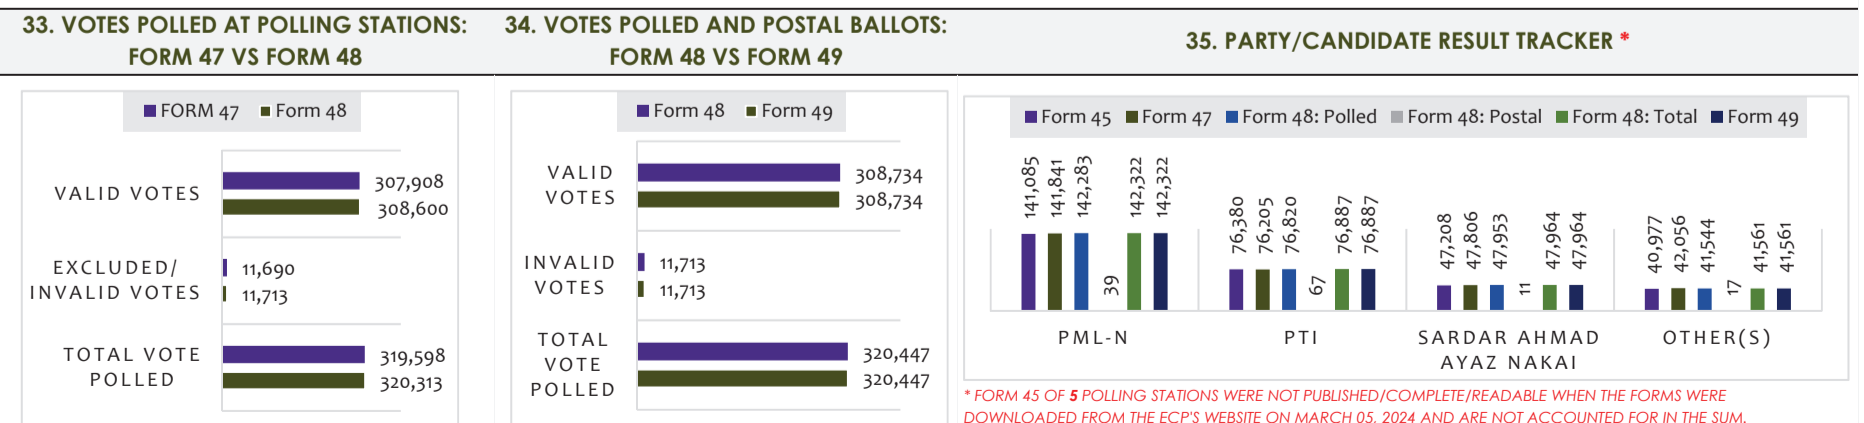 33. VOTES POLLED AT POLLING STATIONS:
FORM 47 VS FORM 48
FORM 47 Form 48
VALID VOTES
307,908
308,600
EXCLUDED/
INVALID VOTES
11,690
11,713
TOTAL VOTE
POLLED
319,598
320,313
34. VOTES POLLED AND POSTAL BALLOTS:
FORM 48 VS FORM 49
Form 48 Form 49
VALID
VOTES
308,734
308,734
INVALID
VOTES
11,713
11,713
TOTAL
VOTE
POLLED
320,447
320,447
35. PARTY/CANDIDATE RESULT TRACKER *
Form 45 Form 47 Form 48: Polled Form 48: Postal Form 48: Total Form 49
141,085 141,841 142,283 39 142,322 142,322
76,380 76,205 76,820 67 76,887 76,887
47,208 47,806 47,953 11 47,964 47,964
40,977 42,056 41,544 17 41,561 41,561
PML-N
PTI
SARDAR AHMAD
AYAZ NAKAI
OTHER(S)
* FORM 45 OF 5 POLLING STATIONS WERE NOT PUBLISHED/COMPLETE/READABLE WHEN THE FORMS WERE
DOWNLOADED FROM THE ECP'S WEBSITE ON MARCH 05, 2024 AND ARE NOT ACCOUNTED FOR IN THE SUM.